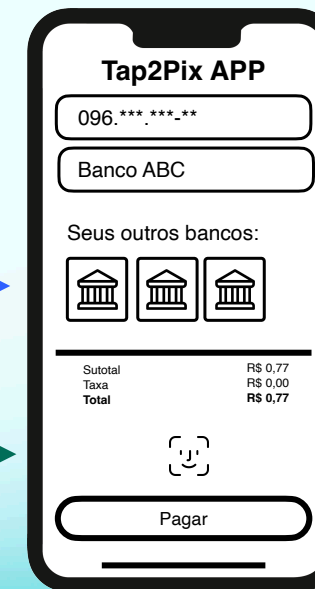 Tap2Pix APP
096.***.***-**
Banco ABC
Seus outros bancos:
Sutotal R$ 0,77
Taxa R$ 0,00
Total R$ 0,77
Pagar